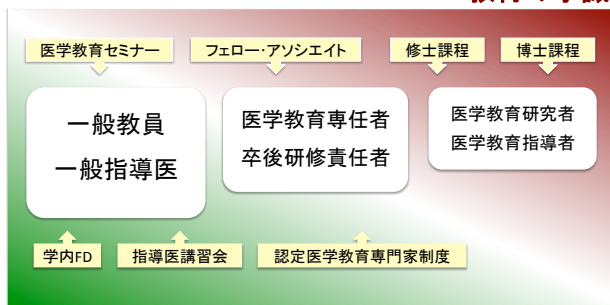 医学教育セミナー
フェロー・アソシエイト
修士課程
博士課程
一般教員
一般指導医
医学教育専任者
卒後研修責任者
医学教育研究者
医学教育指導者
学内FD
指導医講習会
認定医学教育専門家制度